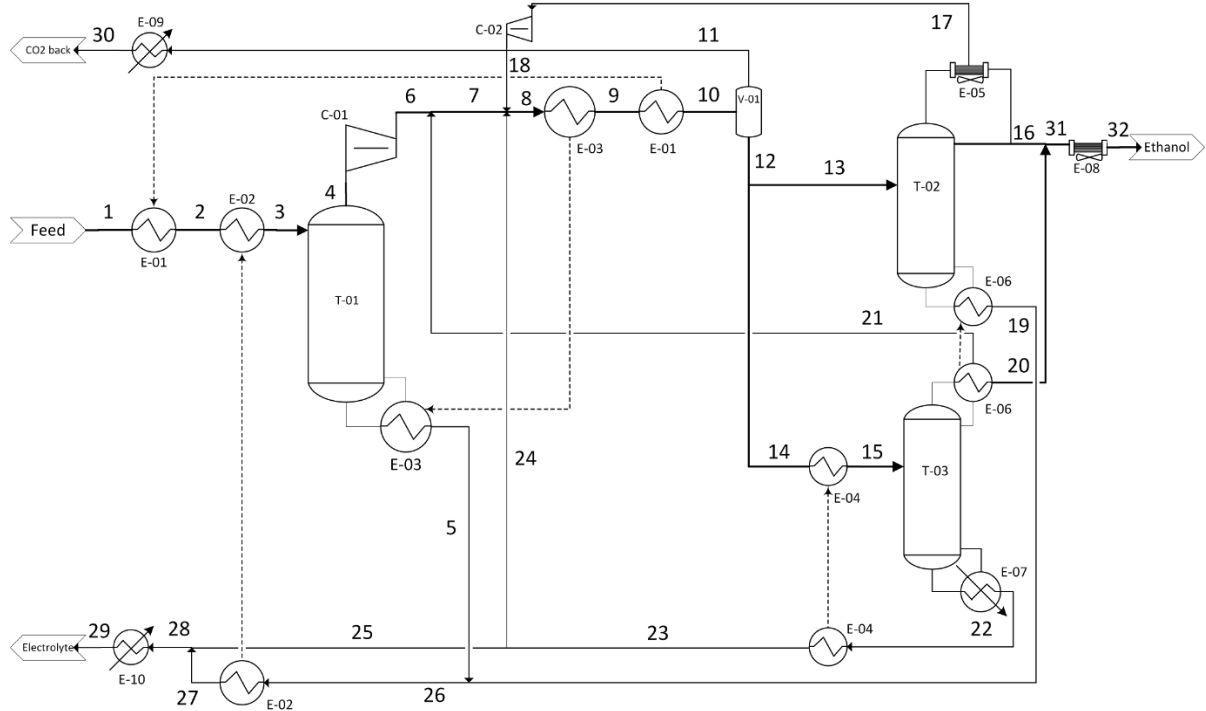 17
C-02
E-09
30
CO2 back
11
18
E-05
6
7
8
9
10
V-01
C-01
E-03
E-01
16
31
32
Ethanol
E-08
12
13
T-02
4
E-02
1
2
3
Feed
E-01
T-01
E-06
19
21
20
E-06
E-03
14
15
T-03
E-04
24
5
E-07
22
29
28
25
23
E-04
Electrolyte
E-10
27
E-02
26